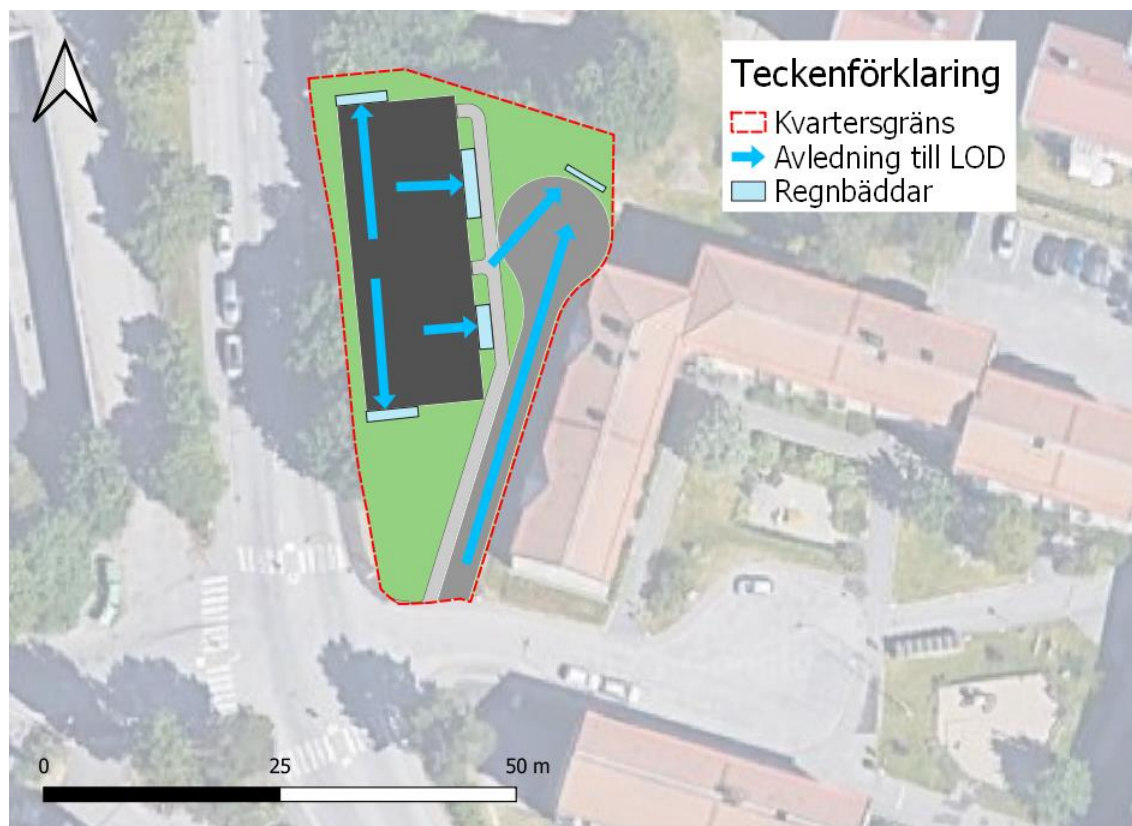 Teckenförklaring
Kvartersgräns
Avledning till LOD
Regnbäddar
0 25 50 m